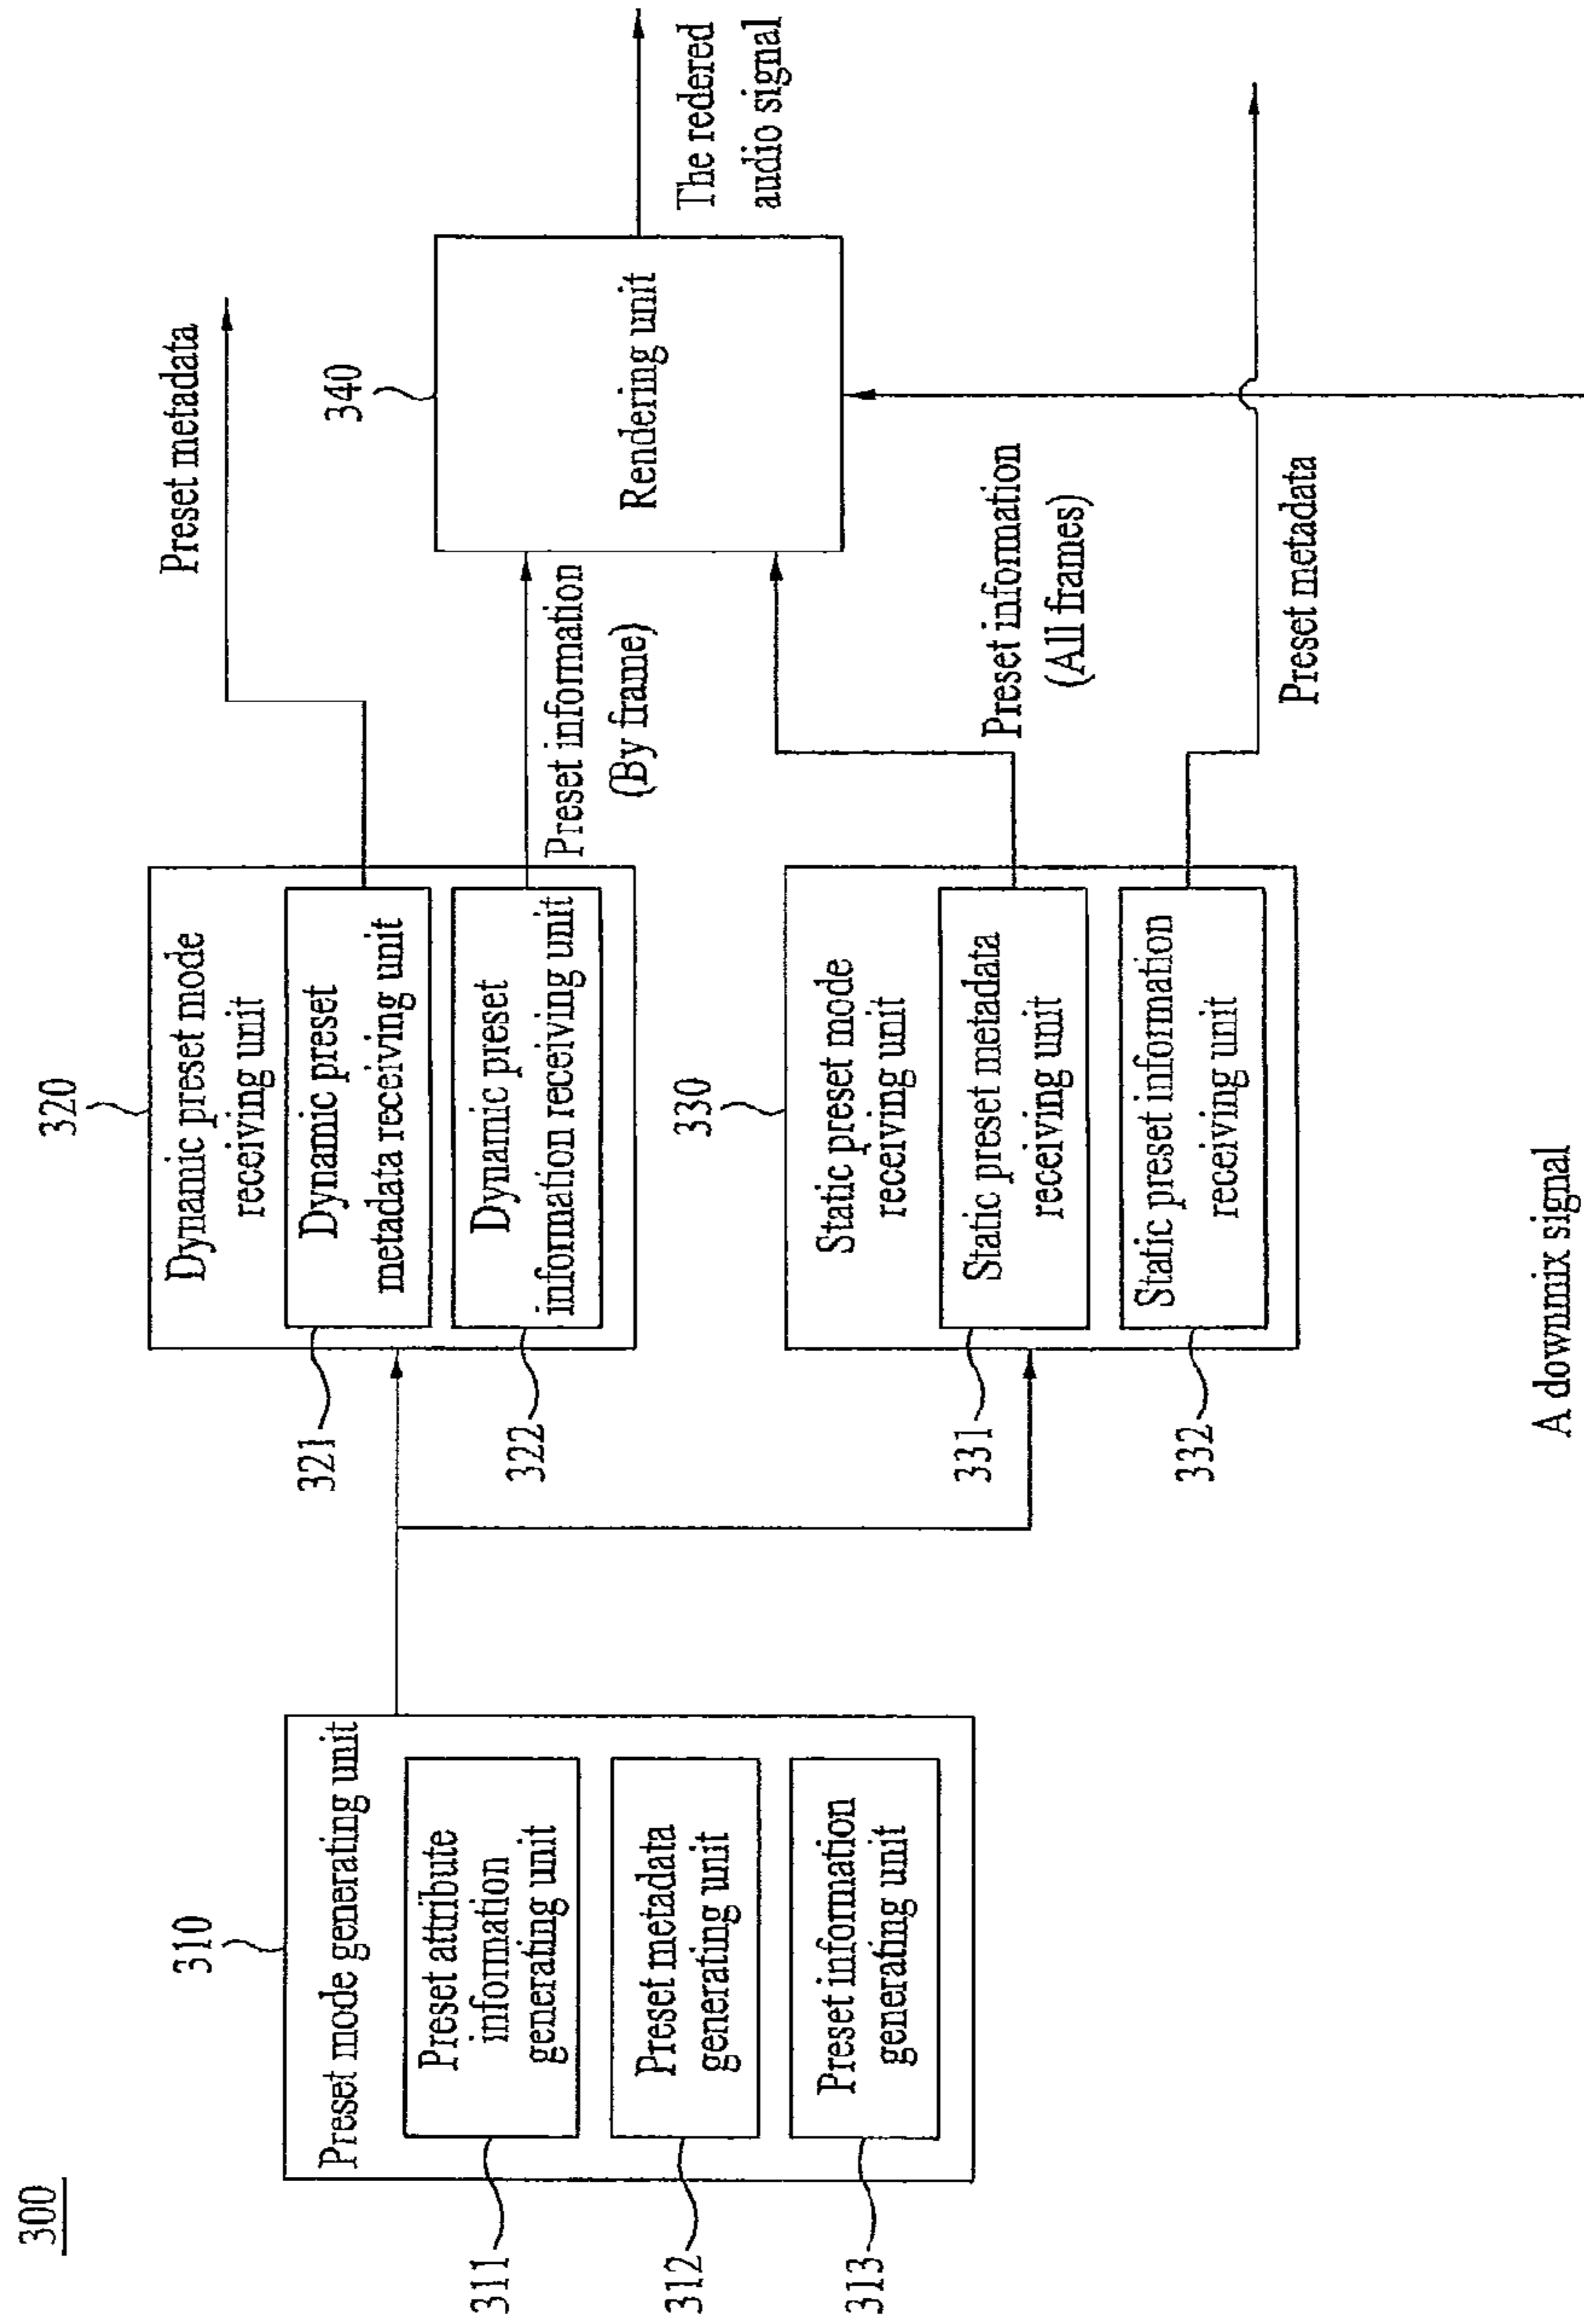 300
310
Preset mode generating unit
311
Preset attribute
information
generating unit
312
Preset metadata
generating unit
313
Preset information
generating unit
320
Dynamic preset mode
receiving unit
321
Dynamic preset
metadata receiving unit
322
Dynamic preset
information receiving unit
330
Static preset mode
receiving unit
331
Static preset metadata
receiving unit
332
Static preset information
receiving unit
Preset metadata
Preset information
(By frame)
340
Rendering unit
The redered
audio signal
Preset information
(All frames)
Preset metadata
A downmix signal